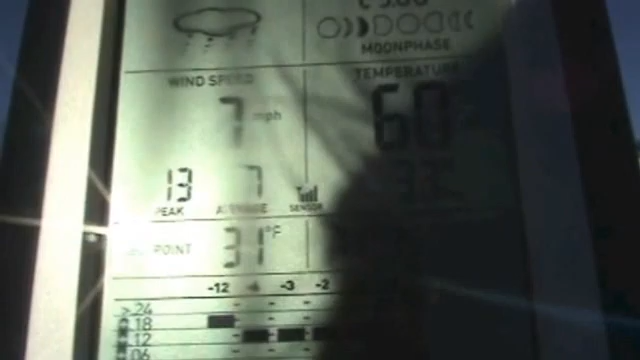 MOONPHASE
WIND SPEED TEMPERATURE
7 mph 60
13 7
PEAK AVERAGE SENSOR
POINT 31°F
-12 -3 -2
24
18
12
06